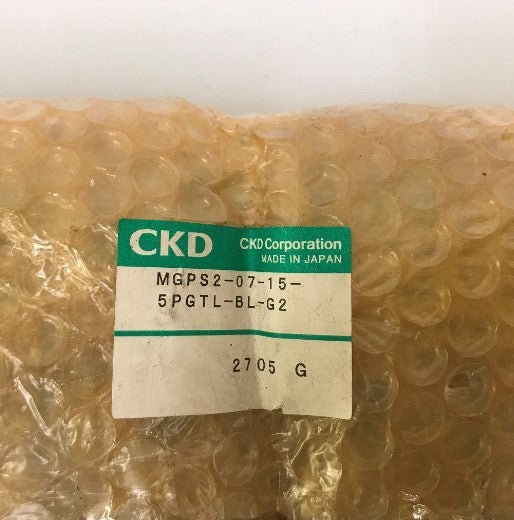 CKD CKD Corporation
MADE IN JAPAN
MGPS2-07-15-
5PGTL-BL-G2
2705 G